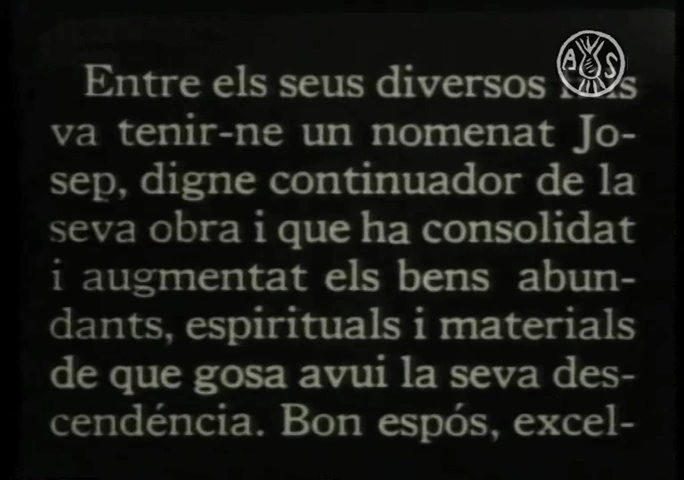 Entre els seus diversos
va tenir-ne un nomenat Jo-
sep, digne continuador de la
seva obra i que ha consolidat
i augmentat els bens abun-
dants, espirituals i materials
de que gosa avui la seva des-
cendéncia. Bon espós, excel-
A S